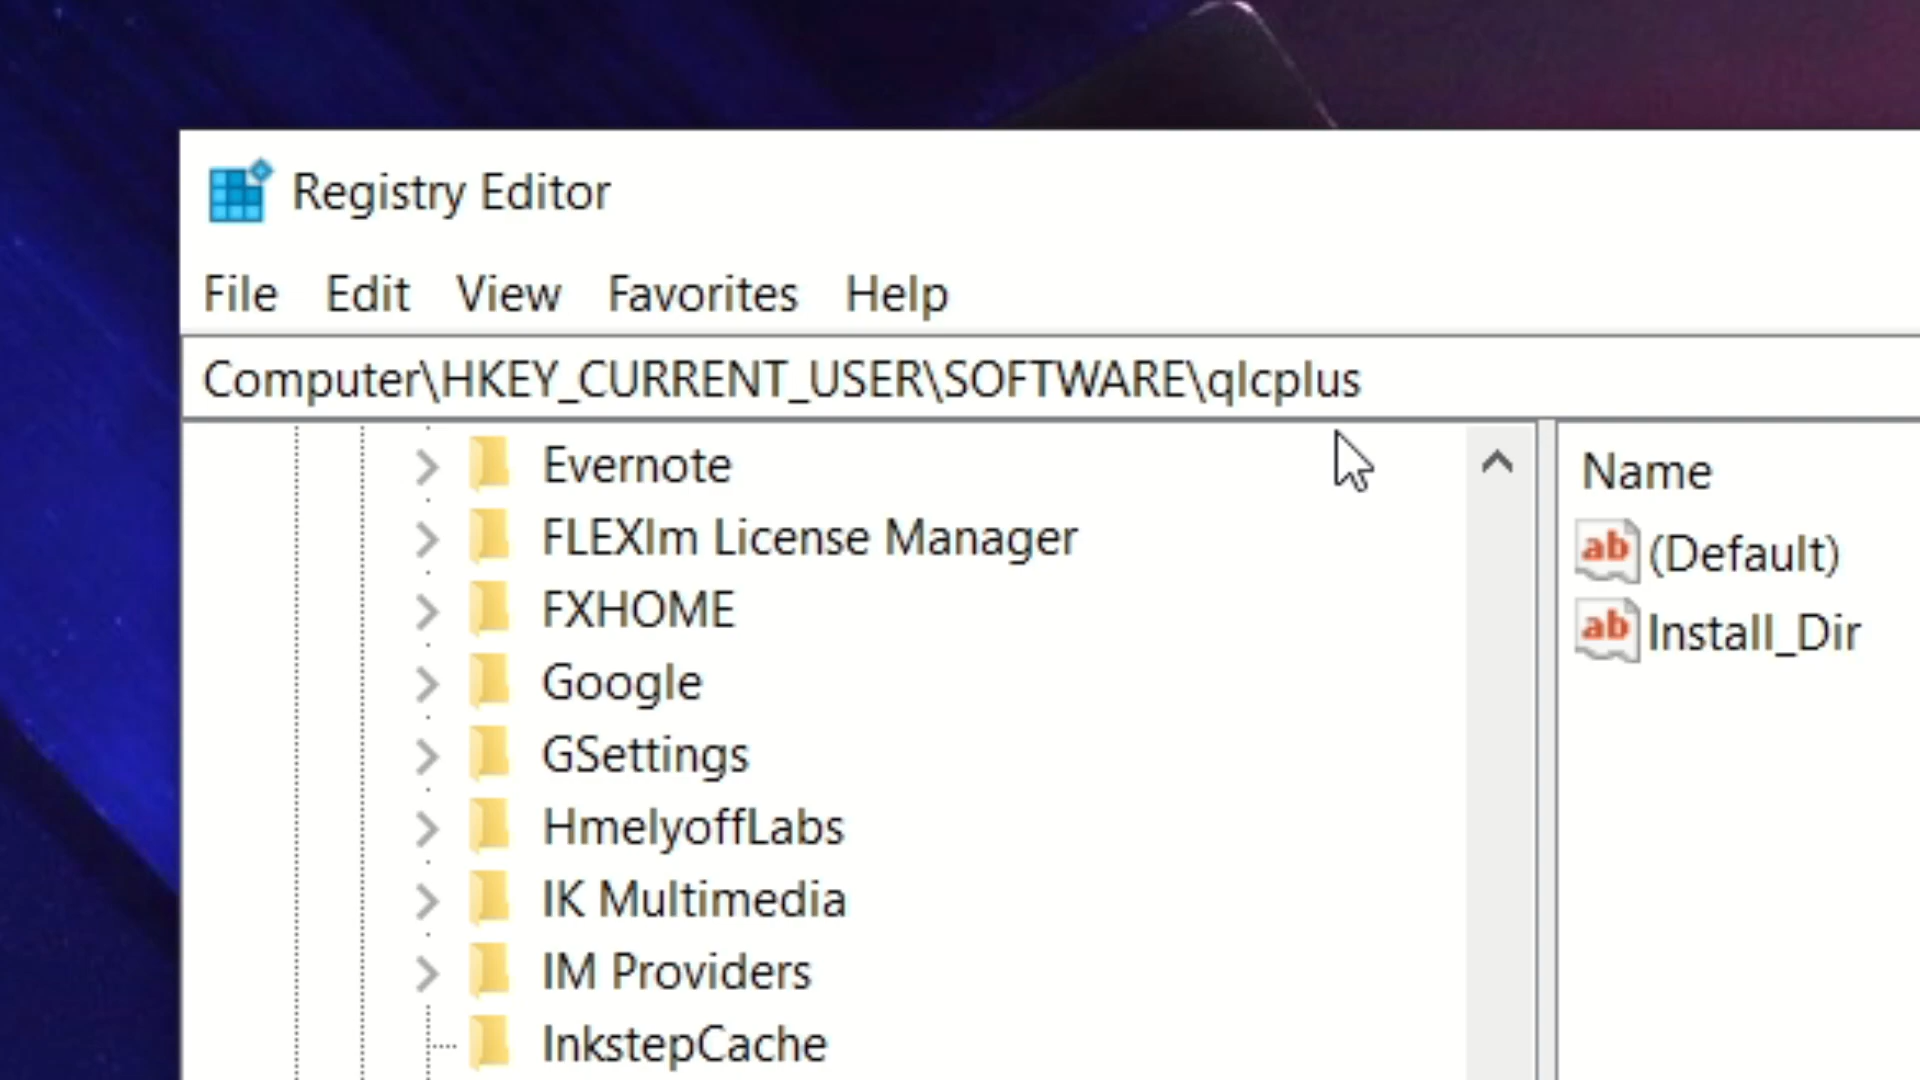 Registry Editor
File Edit View Favorites Help
Computer\HKEY_CURRENT_USER\SOFTWARE\qlcplus
Evernote
FLEXlm License Manager
FXHOME
Google
GSettings
HmelyoffLabs
IK Multimedia
IM Providers
InkstepCache
Name
ab (Default)
ab Install_Dir